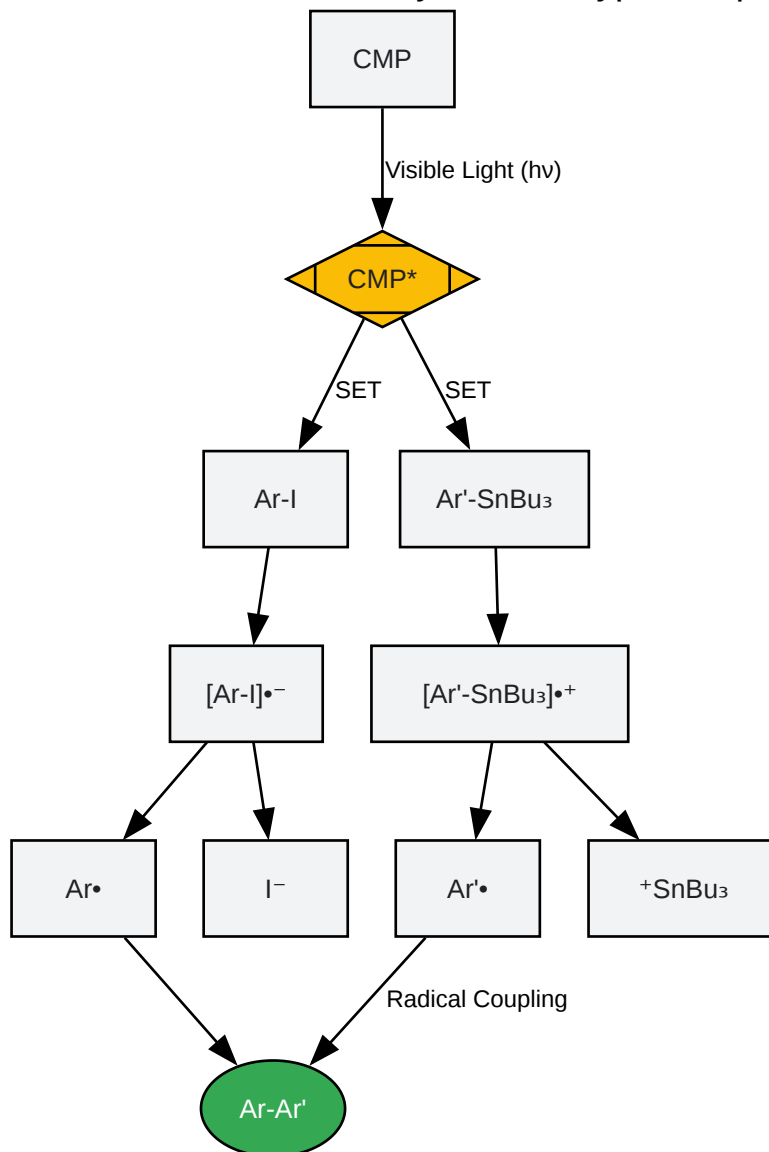 CMP
Visible Light (hν)
CMP*
SET
SET
Ar-I
Ar'-SnBu₃
[Ar-I]•⁻
[Ar'-SnBu₃]•⁺
Ar•
I⁻
Ar'•
⁺SnBu₃
Radical Coupling
Ar-Ar'